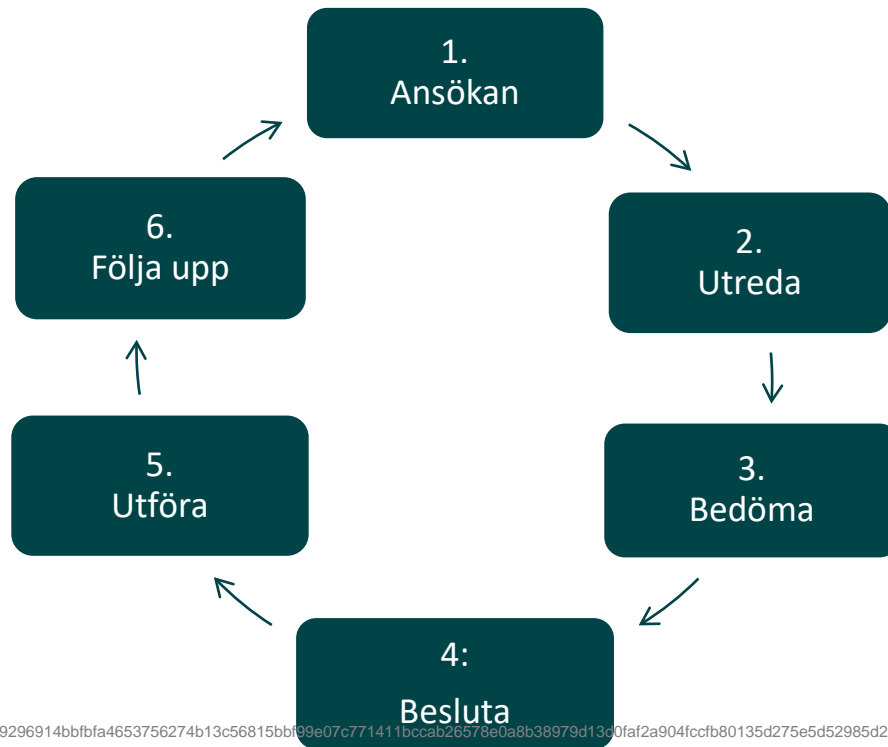 1.
Ansökan
2.
Utreda
3.
Bedöma
4:
Besluta
5.
Utföra
6.
Följa upp